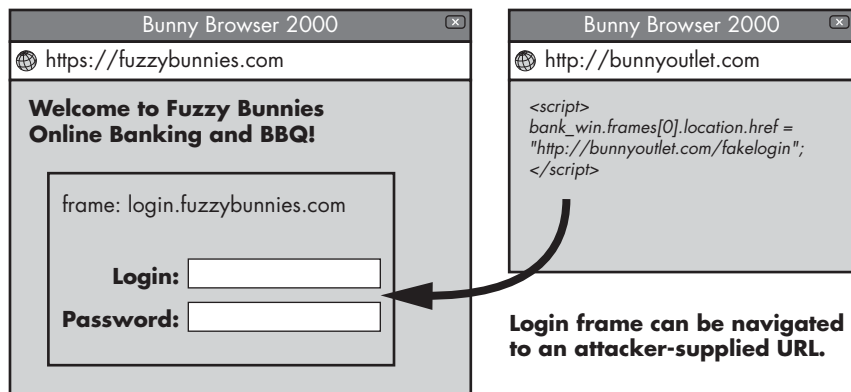 Bunny Browser 2000
https://fuzzybunnies.com
Welcome to Fuzzy Bunnies
Online Banking and BBQ!
frame: login.fuzzybunnies.com
Login:
Password:
Bunny Browser 2000
http://bunnyoutlet.com
<script>
bank_win.frames[0].location.href =
"http://bunnyoutlet.com/fakelogin";
</script>
Login frame can be navigated
to an attacker-supplied URL.